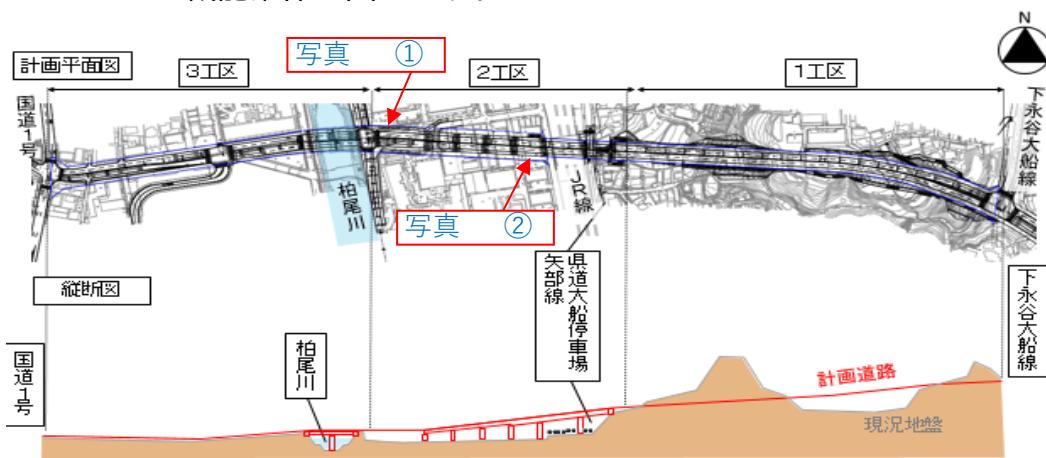 写真　①
N
計画平面図
3工区
2工区
1工区
国道1号
下永谷大船線
柏尾川
JR線
写真　②
縦断図
県道大船停車場
矢部線
下永谷大船線
国道1号
柏尾川
計画道路
現況地盤